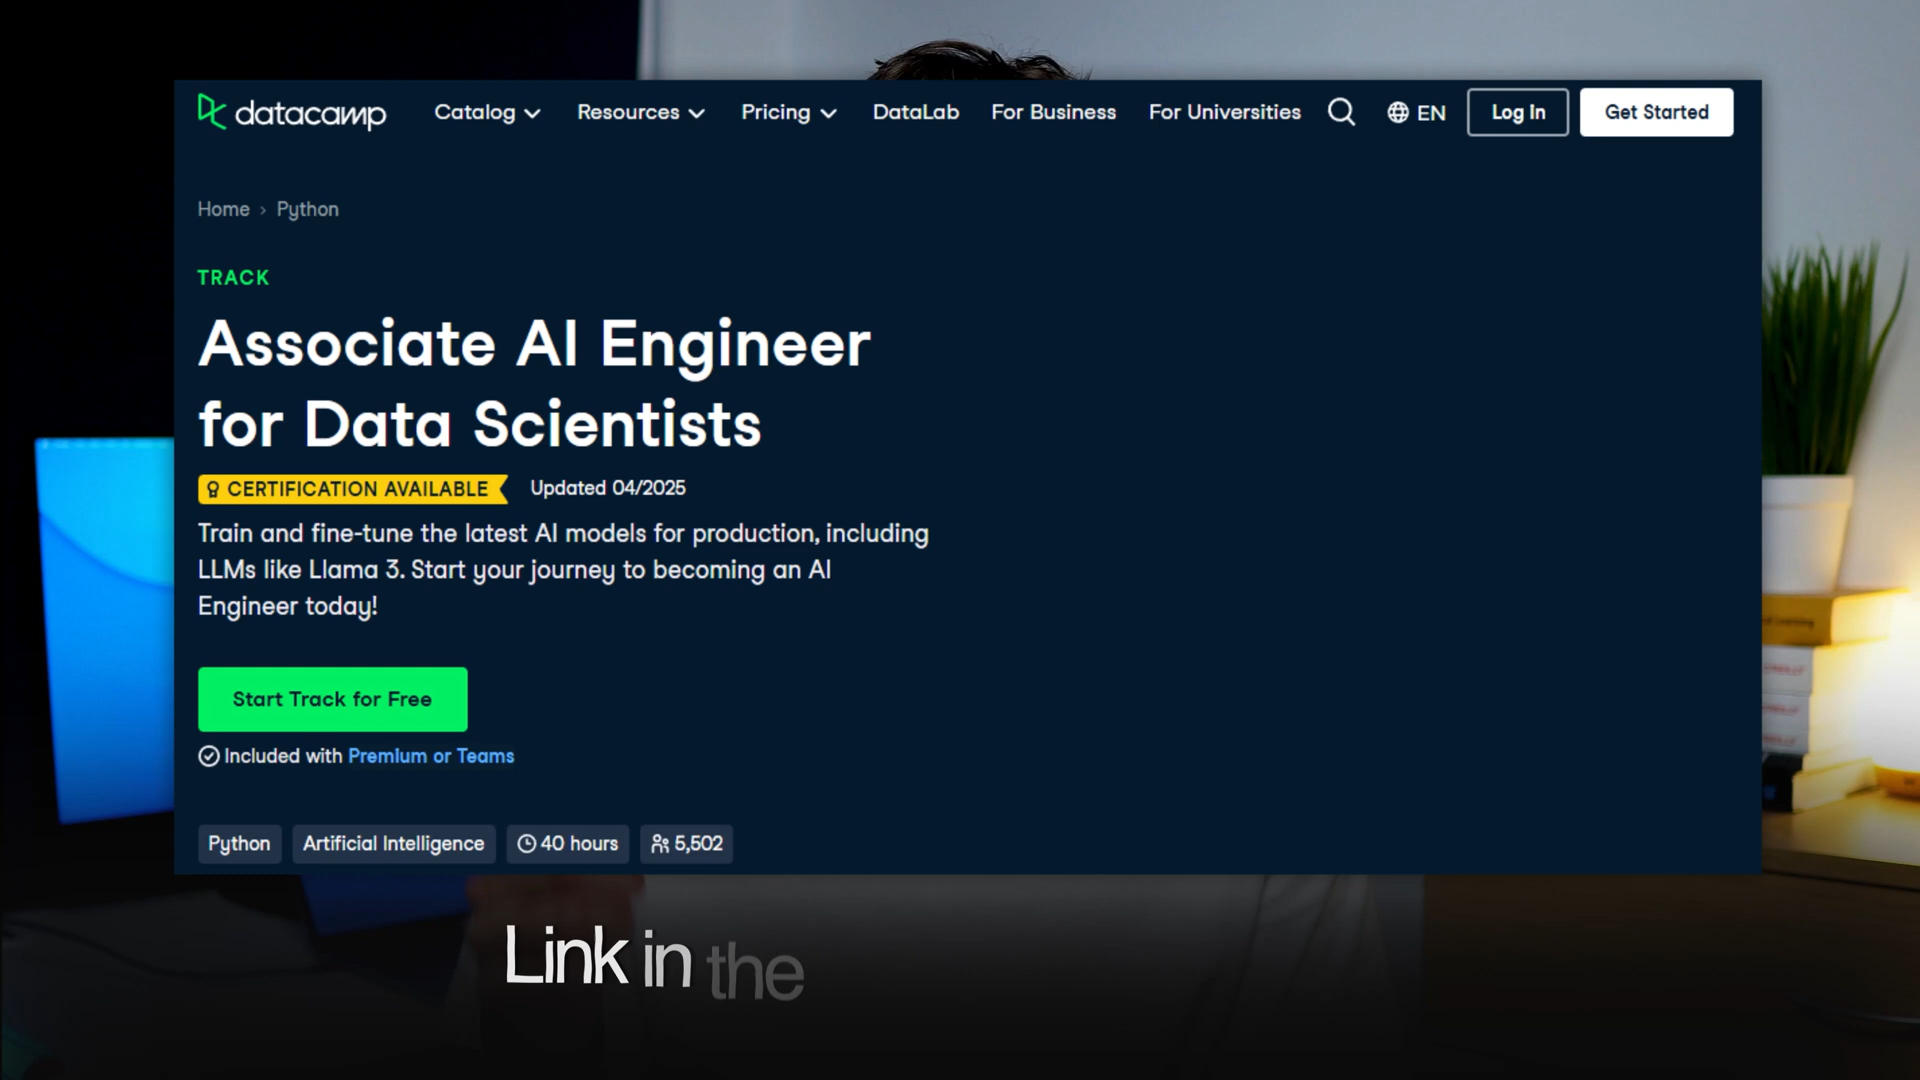 datacamp
Catalog
Resources
Pricing
DataLab
For Business
For Universities
EN
Log In
Get Started
Home › Python
TRACK
Associate AI Engineer
for Data Scientists
CERTIFICATION AVAILABLE
Updated 04/2025
Train and fine-tune the latest AI models for production, including
LLMs like Llama 3. Start your journey to becoming an AI
Engineer today!
Start Track for Free
Included with Premium or Teams
Python
Artificial Intelligence
40 hours
5,502
Link in the